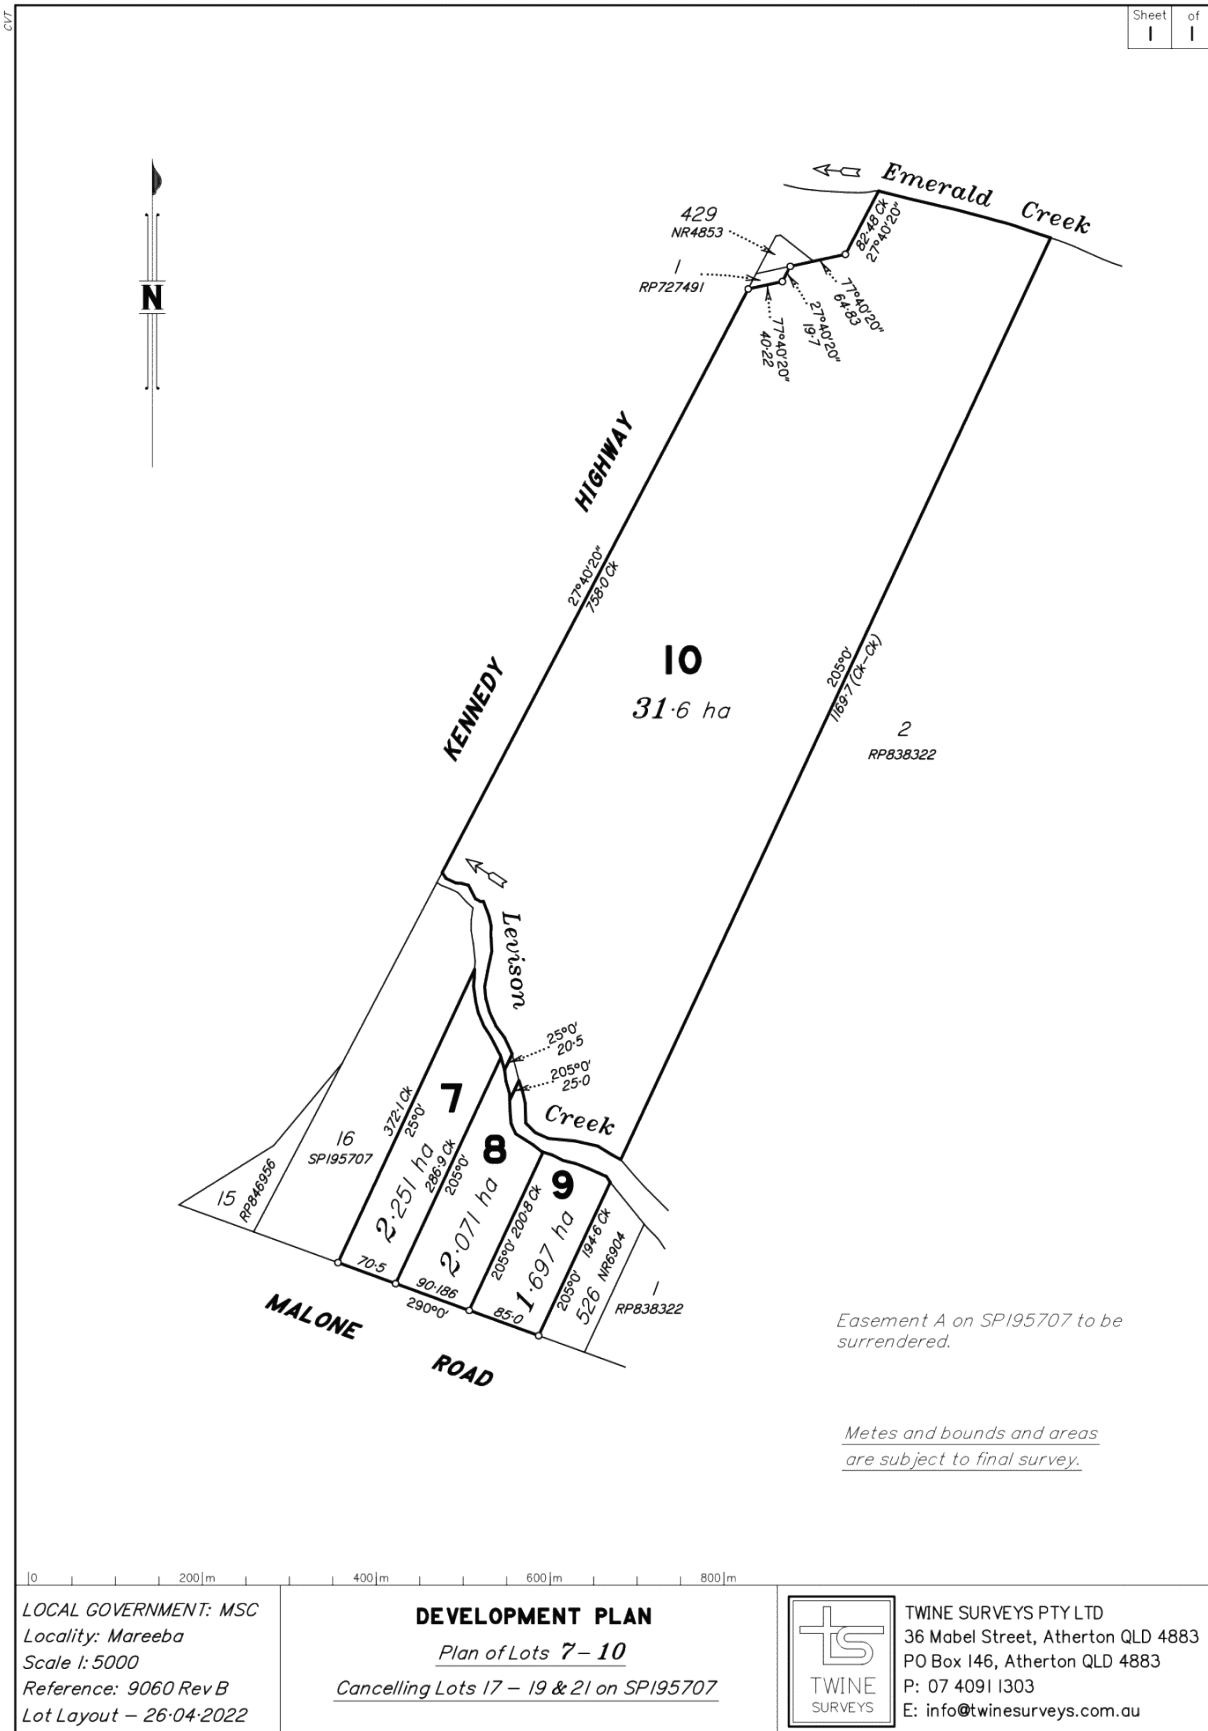 CVT
Sheet of
1 1
Emerald Creek
429
NR4853
1
RP727491
82·48 Ck
27°40'20"
77°40'20"
64·83
27°40'20"
19·7
77°40'20"
40·22
N
KENNEDY HIGHWAY
27°40'20"
758·0 Ck
10
31·6 ha
205°0'
1169·7 (Ck–Ck)
2
RP838322
Levison Creek
25°0'
20·5
205°0'
25·0
372·1 Ck
25°0'
7
2·251 ha
286·9 Ck
205°0'
8
2·071 ha
205°0' 200·8 Ck
9
1·697 ha
205°0' 194·6 Ck
16
SP195707
15
RP846956
526 NR6904
1
RP838322
70·5
90·186
290°0'
85·0
MALONE ROAD
Easement A on SP195707 to be
surrendered.
Metes and bounds and areas
are subject to final survey.
0 200m 400m 600m 800m
LOCAL GOVERNMENT: MSC
Locality: Mareeba
Scale 1:5000
Reference: 9060 Rev B
Lot Layout – 26·04·2022
DEVELOPMENT PLAN
Plan of Lots 7–10
Cancelling Lots 17 – 19 & 21 on SP195707
ts
TWINE
SURVEYS
TWINE SURVEYS PTY LTD
36 Mabel Street, Atherton QLD 4883
PO Box 146, Atherton QLD 4883
P: 07 4091 1303
E: info@twinesurveys.com.au